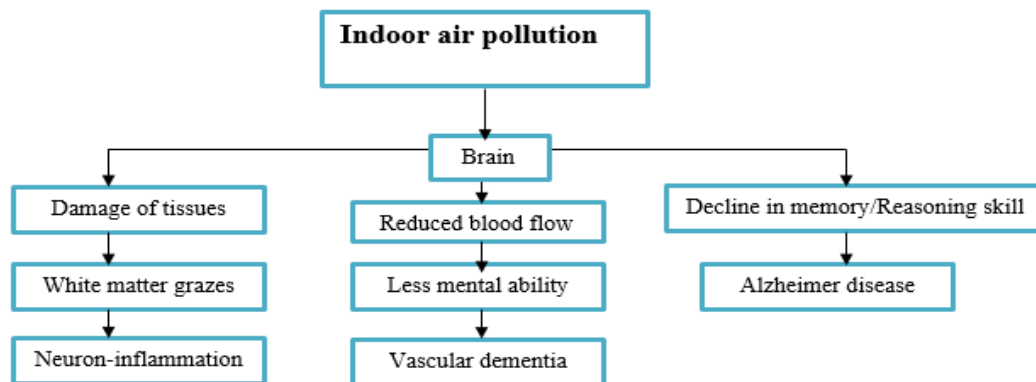 Indoor air pollution
Brain
Damage of tissues
Reduced blood flow
Decline in memory/Reasoning skill
White matter grazes
Less mental ability
Alzheimer disease
Neuron-inflammation
Vascular dementia